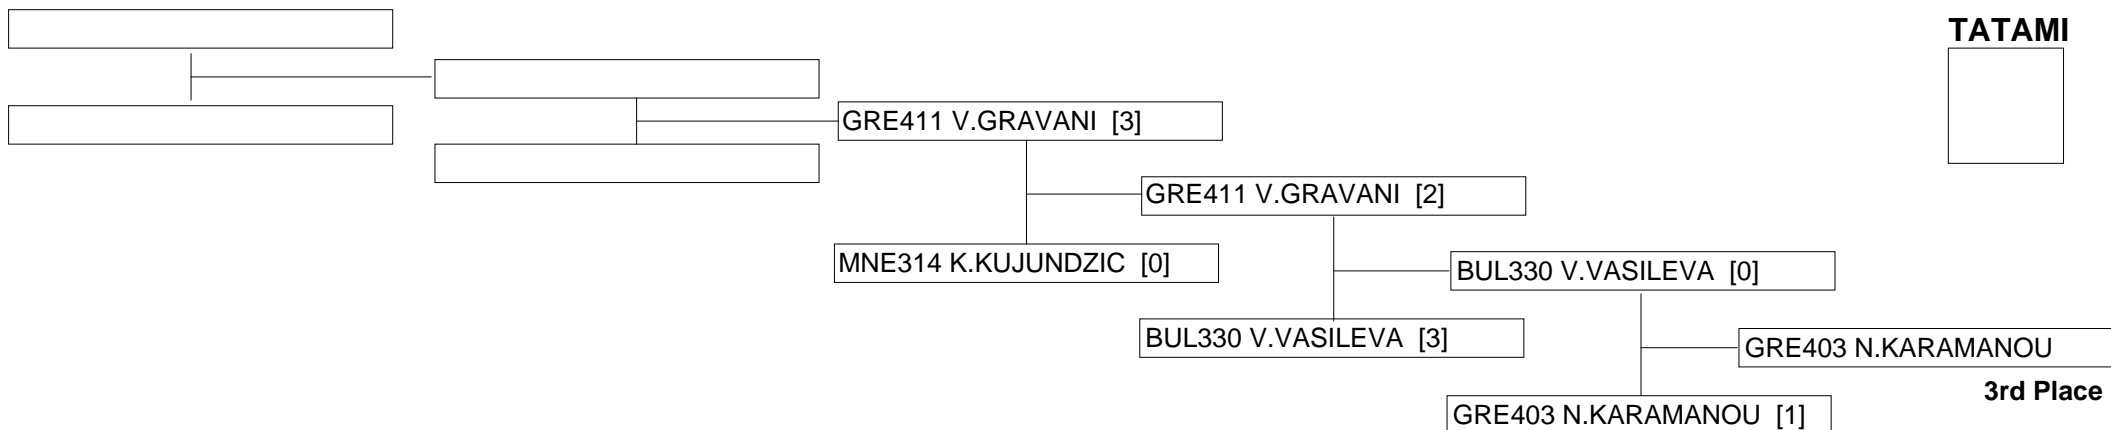 TATAMI
GRE411 V.GRAVANI [3]
GRE411 V.GRAVANI [2]
MNE314 K.KUJUNDZIC [0]
BUL330 V.VASILEVA [0]
BUL330 V.VASILEVA [3]
GRE403 N.KARAMANOU
3rd Place
GRE403 N.KARAMANOU [1]